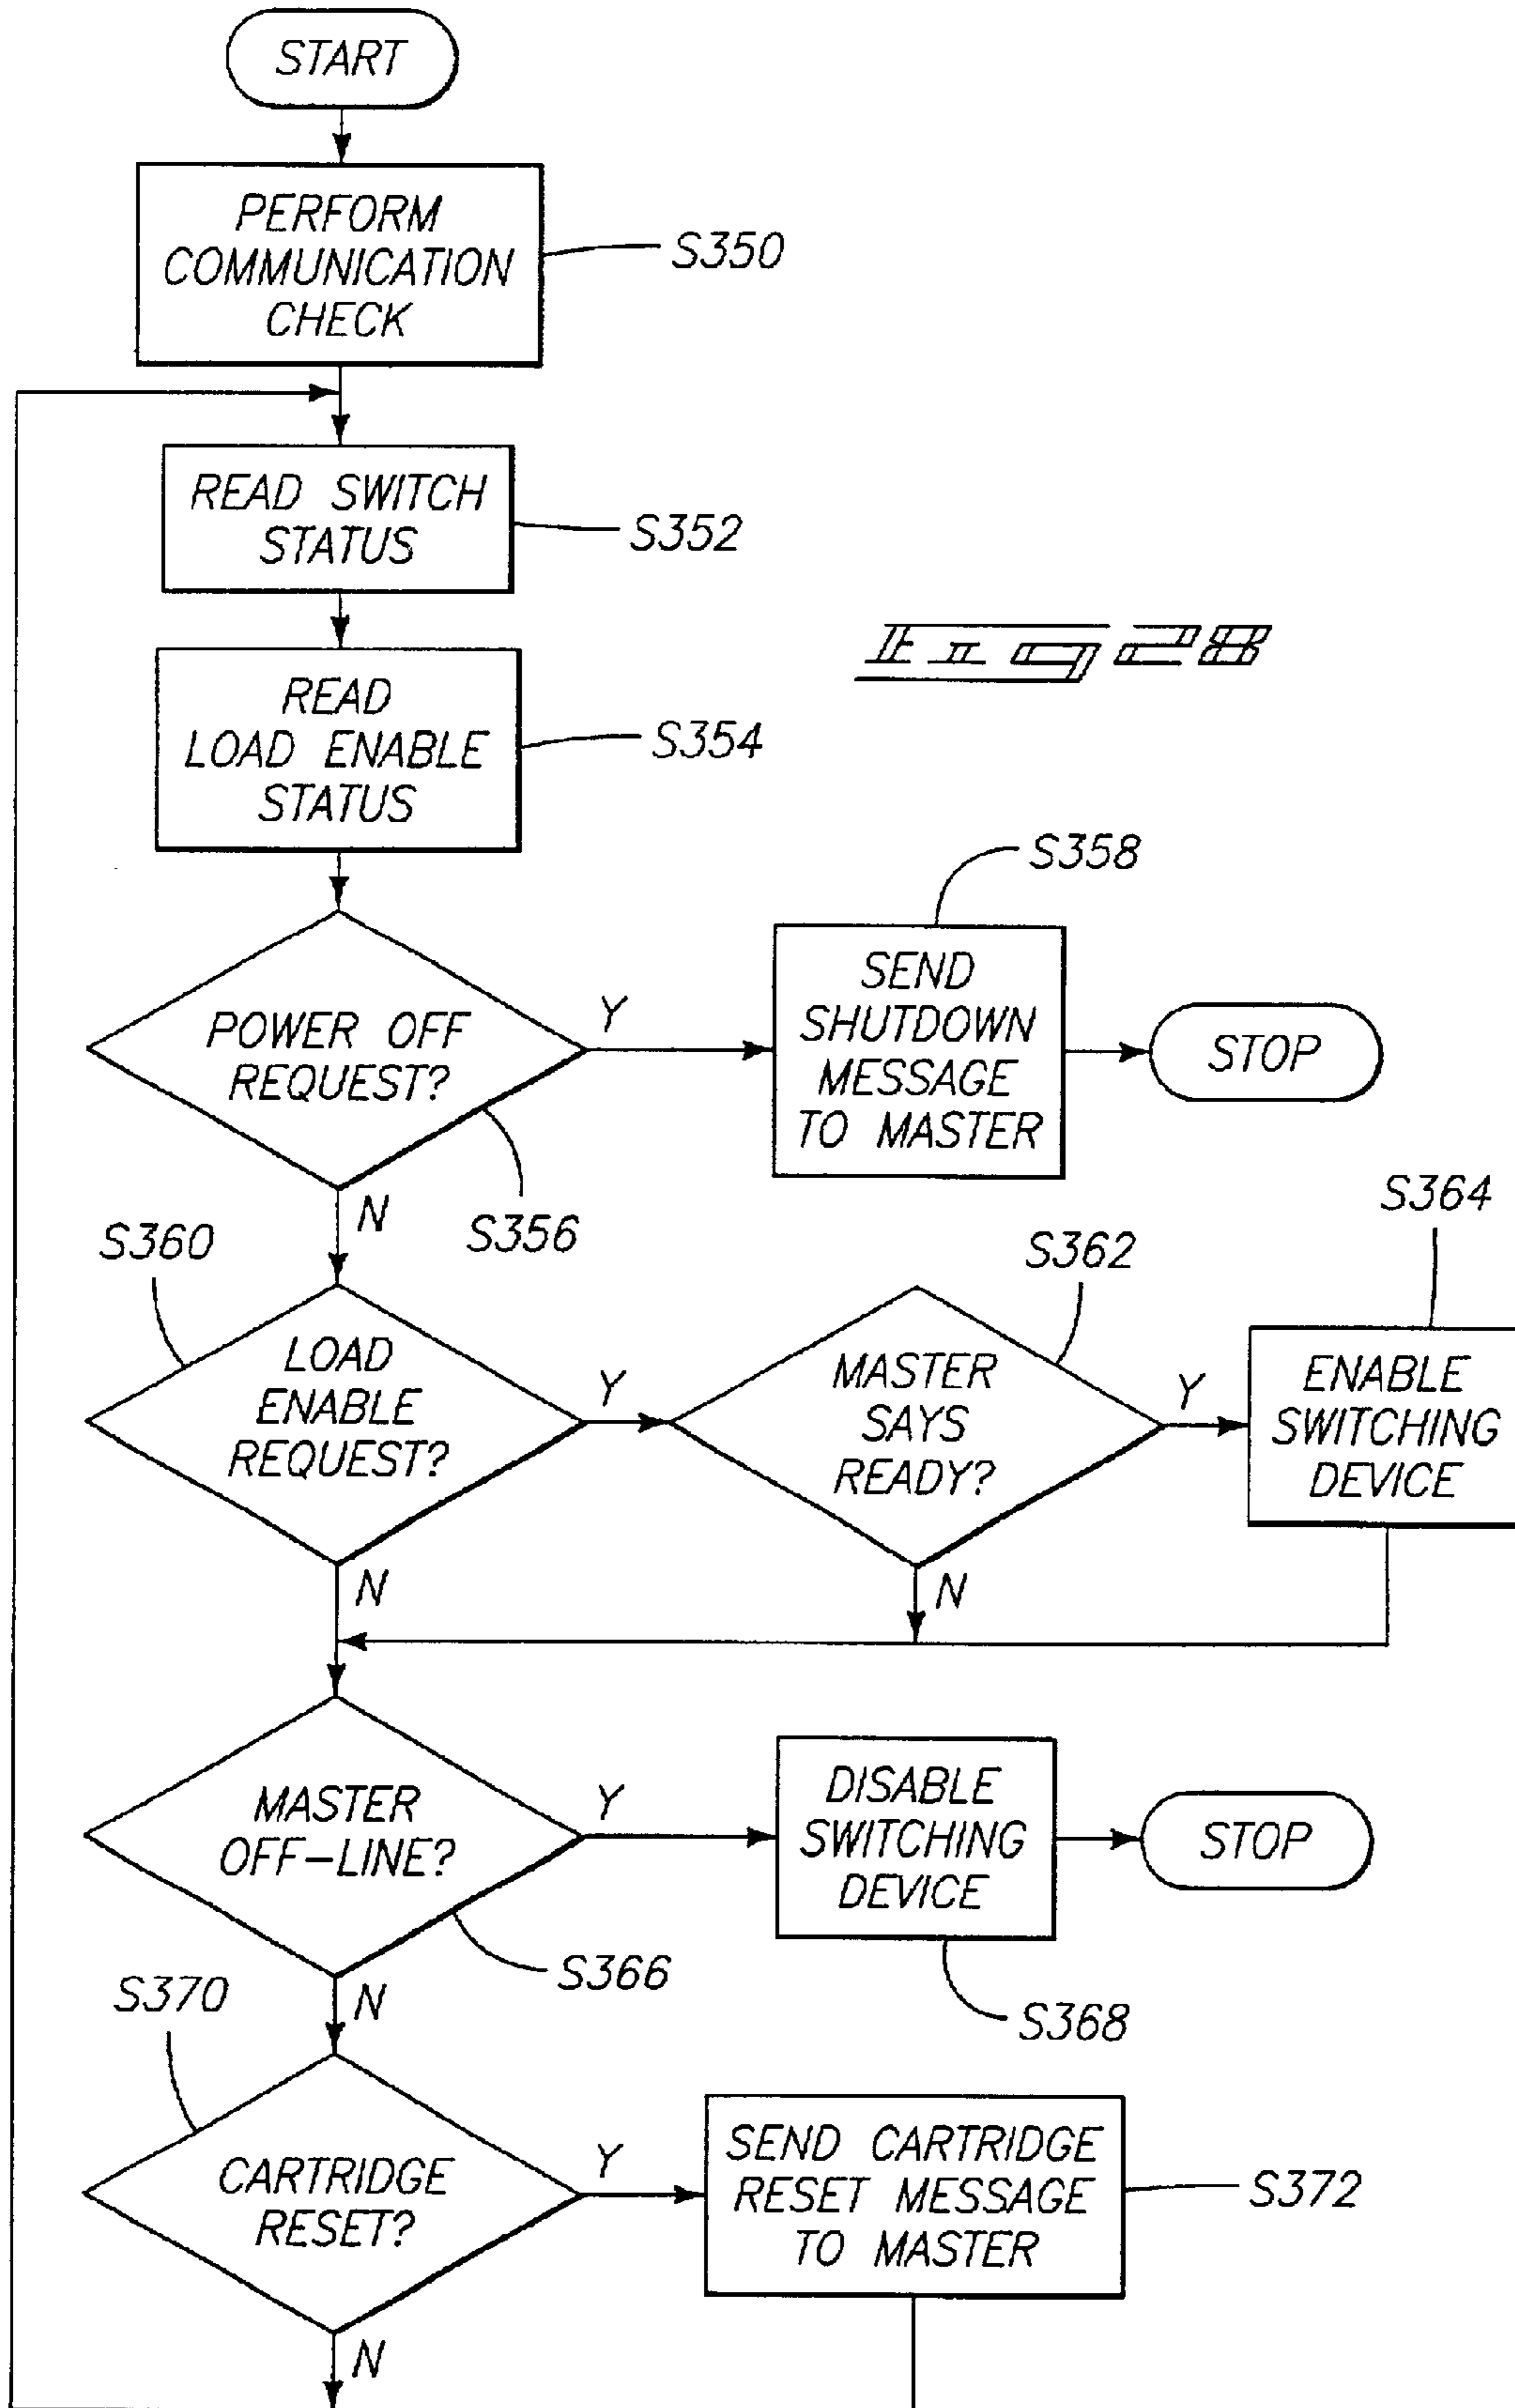 START
PERFORM
COMMUNICATION
CHECK
S350
READ SWITCH
STATUS
S352
Fig 28
READ
LOAD ENABLE
STATUS
S354
S358
POWER OFF
REQUEST?
Y
SEND
SHUTDOWN
MESSAGE
TO MASTER
STOP
N
S356
S360
S362
S364
LOAD
ENABLE
REQUEST?
Y
MASTER
SAYS
READY?
Y
ENABLE
SWITCHING
DEVICE
N
N
MASTER
OFF-LINE?
Y
DISABLE
SWITCHING
DEVICE
STOP
S366
S368
N
S370
CARTRIDGE
RESET?
Y
SEND CARTRIDGE
RESET MESSAGE
TO MASTER
S372
N